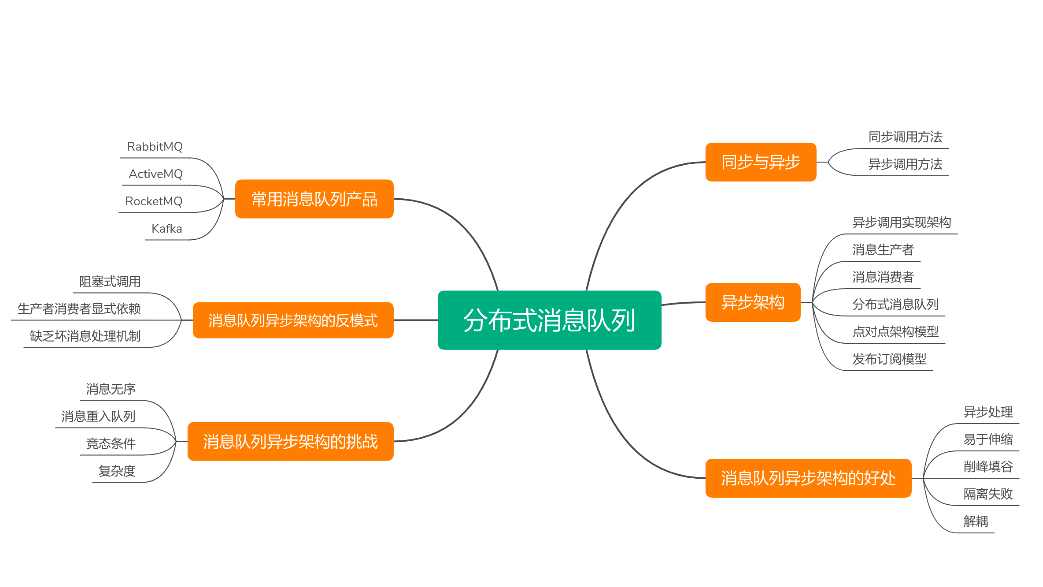 分布式消息队列
同步与异步
同步调用方法
异步调用方法
异步架构
异步调用实现架构
消息生产者
消息消费者
分布式消息队列
点对点架构模型
发布订阅模型
消息队列异步架构的好处
异步处理
易于伸缩
削峰填谷
隔离失败
解耦
常用消息队列产品
RabbitMQ
ActiveMQ
RocketMQ
Kafka
消息队列异步架构的反模式
阻塞式调用
生产者消费者显式依赖
缺乏坏消息处理机制
消息队列异步架构的挑战
消息无序
消息重入队列
竞态条件
复杂度